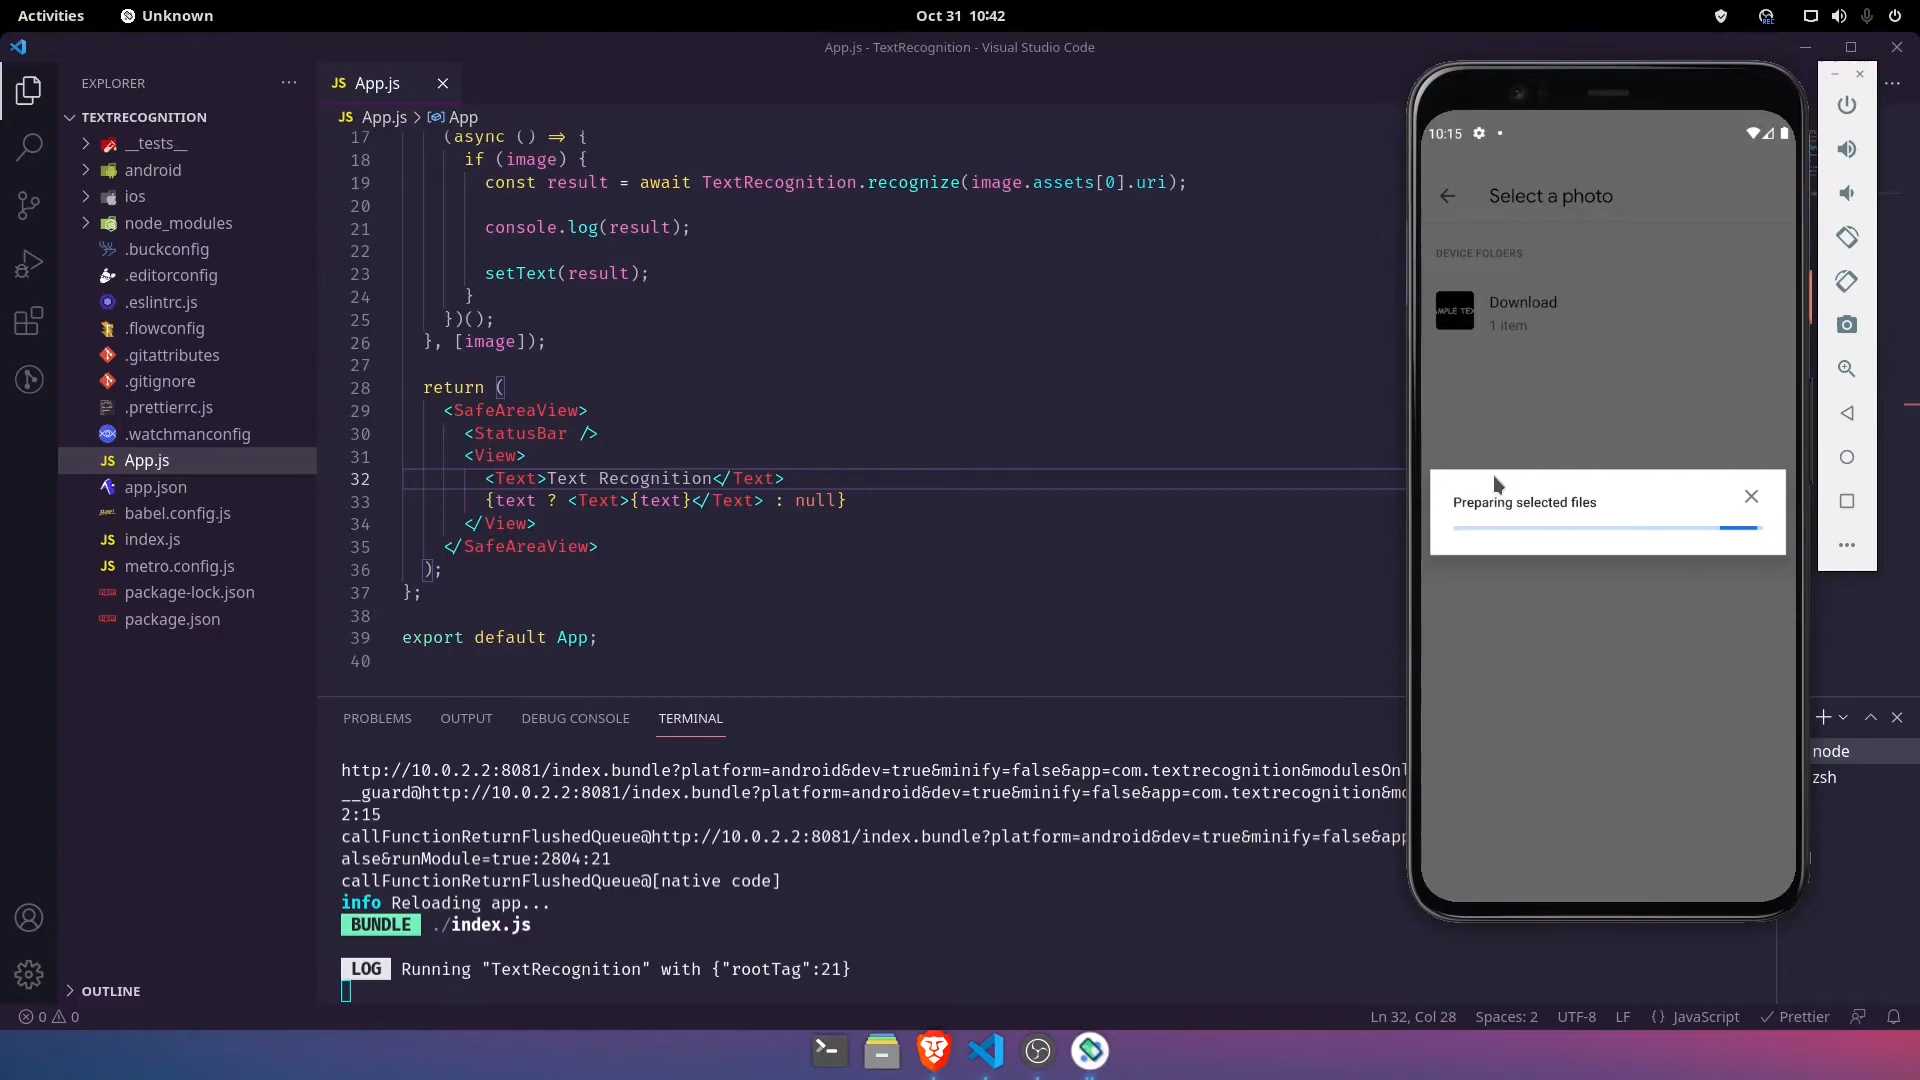 Activities
Unknown
Oct 31 10:42
REC
App.js - TextRecognition - Visual Studio Code
EXPLORER
TEXTRECOGNITION
__tests__
android
ios
node_modules
.buckconfig
.editorconfig
.eslintrc.js
.flowconfig
.gitattributes
.gitignore
.prettierrc.js
.watchmanconfig
JS App.js
app.json
babel.config.js
JS index.js
JS metro.config.js
package-lock.json
package.json
OUTLINE
JS App.js
JS App.js > App
17 (async () => {
18 if (image) {
19 const result = await TextRecognition.recognize(image.assets[0].uri);
20
21 console.log(result);
22
23 setText(result);
24 }
25 })();
26 }, [image]);
27
28 return (
29 <SafeAreaView>
30 <StatusBar />
31 <View>
32 <Text>Text Recognition</Text>
33 {text ? <Text>{text}</Text> : null}
34 </View>
35 </SafeAreaView>
36 );
37 };
38
39 export default App;
40
PROBLEMS OUTPUT DEBUG CONSOLE TERMINAL
http://10.0.2.2:8081/index.bundle?platform=android&dev=true&minify=false&app=com.textrecognition&modulesOnl
__guard@http://10.0.2.2:8081/index.bundle?platform=android&dev=true&minify=false&app=com.textrecognition&mo
2:15
callFunctionReturnFlushedQueue@http://10.0.2.2:8081/index.bundle?platform=android&dev=true&minify=false&app
alse&runModule=true:2804:21
callFunctionReturnFlushedQueue@[native code]
info Reloading app...
BUNDLE ./index.js
LOG Running "TextRecognition" with {"rootTag":21}
node
zsh
10:15
Select a photo
DEVICE FOLDERS
MPLE TEX
Download
1 item
Preparing selected files
0 0
Ln 32, Col 28 Spaces: 2 UTF-8 LF {} JavaScript Prettier